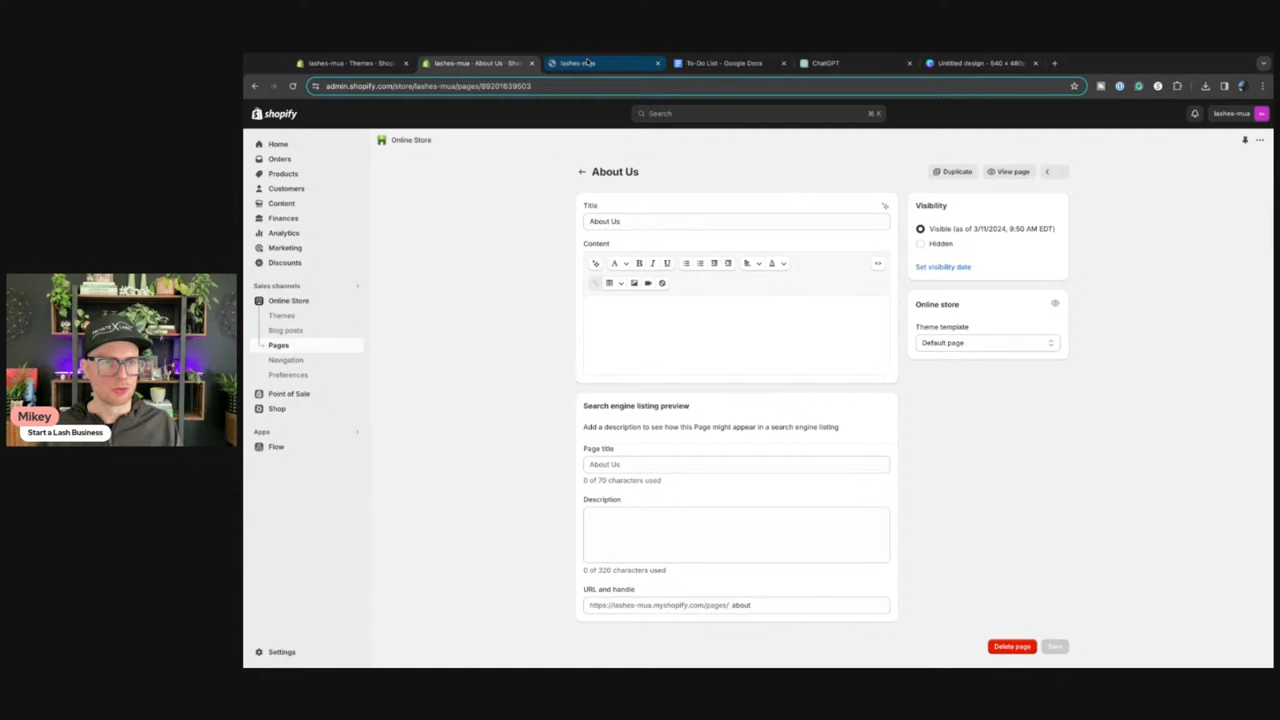 lashes-mua · Themes · Shop
lashes-mua · About Us · Sho
lashes-mua
To-Do List - Google Docs
ChatGPT
Untitled design - 540 × 480p
admin.shopify.com/store/lashes-mua/pages/89201639503
shopify
Search
⌘ K
lashes-mua
Online Store
Home
Orders
Products
Customers
Content
Finances
Analytics
Marketing
Discounts
Sales channels
Online Store
Themes
Blog posts
Pages
Navigation
Preferences
Point of Sale
Shop
Apps
Flow
Settings
About Us
Duplicate
View page
Title
About Us
Content
A
B
I
U
A
Search engine listing preview
Add a description to see how this Page might appear in a search engine listing
Page title
About Us
0 of 70 characters used
Description
0 of 320 characters used
URL and handle
https://lashes-mua.myshopify.com/pages/ about
Visibility
Visible (as of 3/11/2024, 9:50 AM EDT)
Hidden
Set visibility date
Online store
Theme template
Default page
Delete page
Save
#Goal
PRIVATE LABEL
Mikey
Start a Lash Business